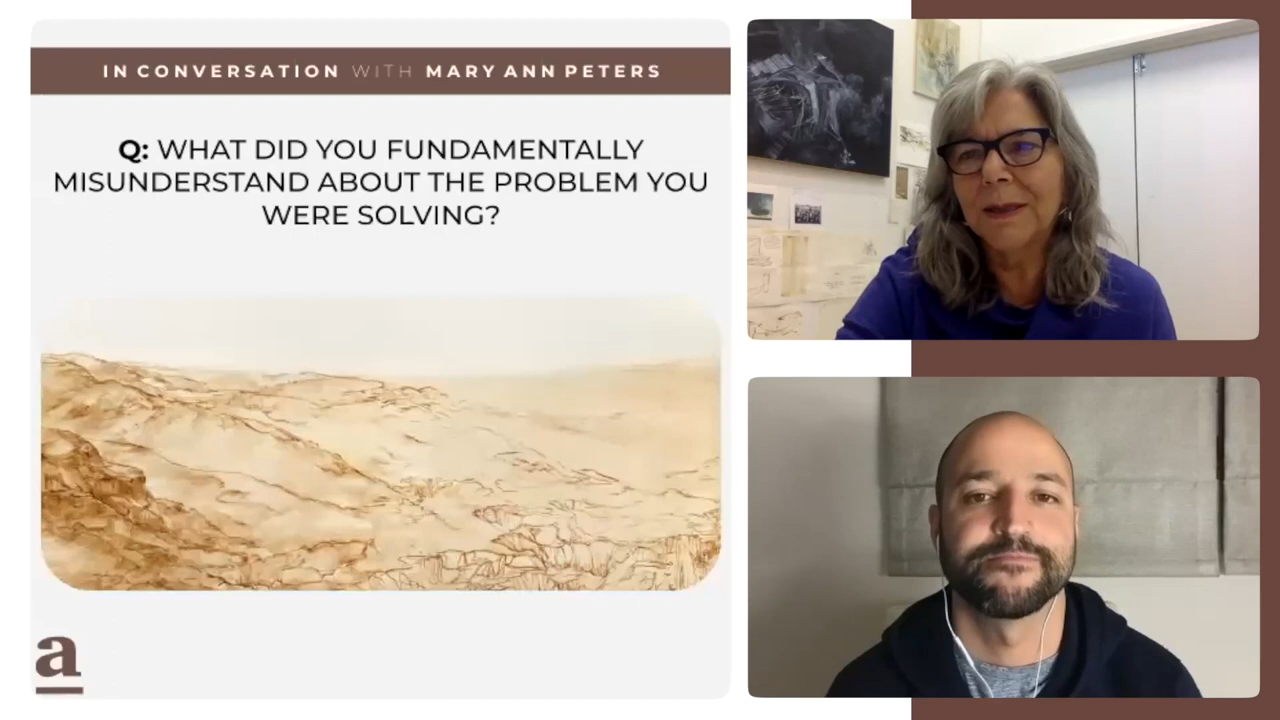 IN CONVERSATION WITH MARY ANN PETERS
Q: WHAT DID YOU FUNDAMENTALLY
MISUNDERSTAND ABOUT THE PROBLEM YOU
WERE SOLVING?
a